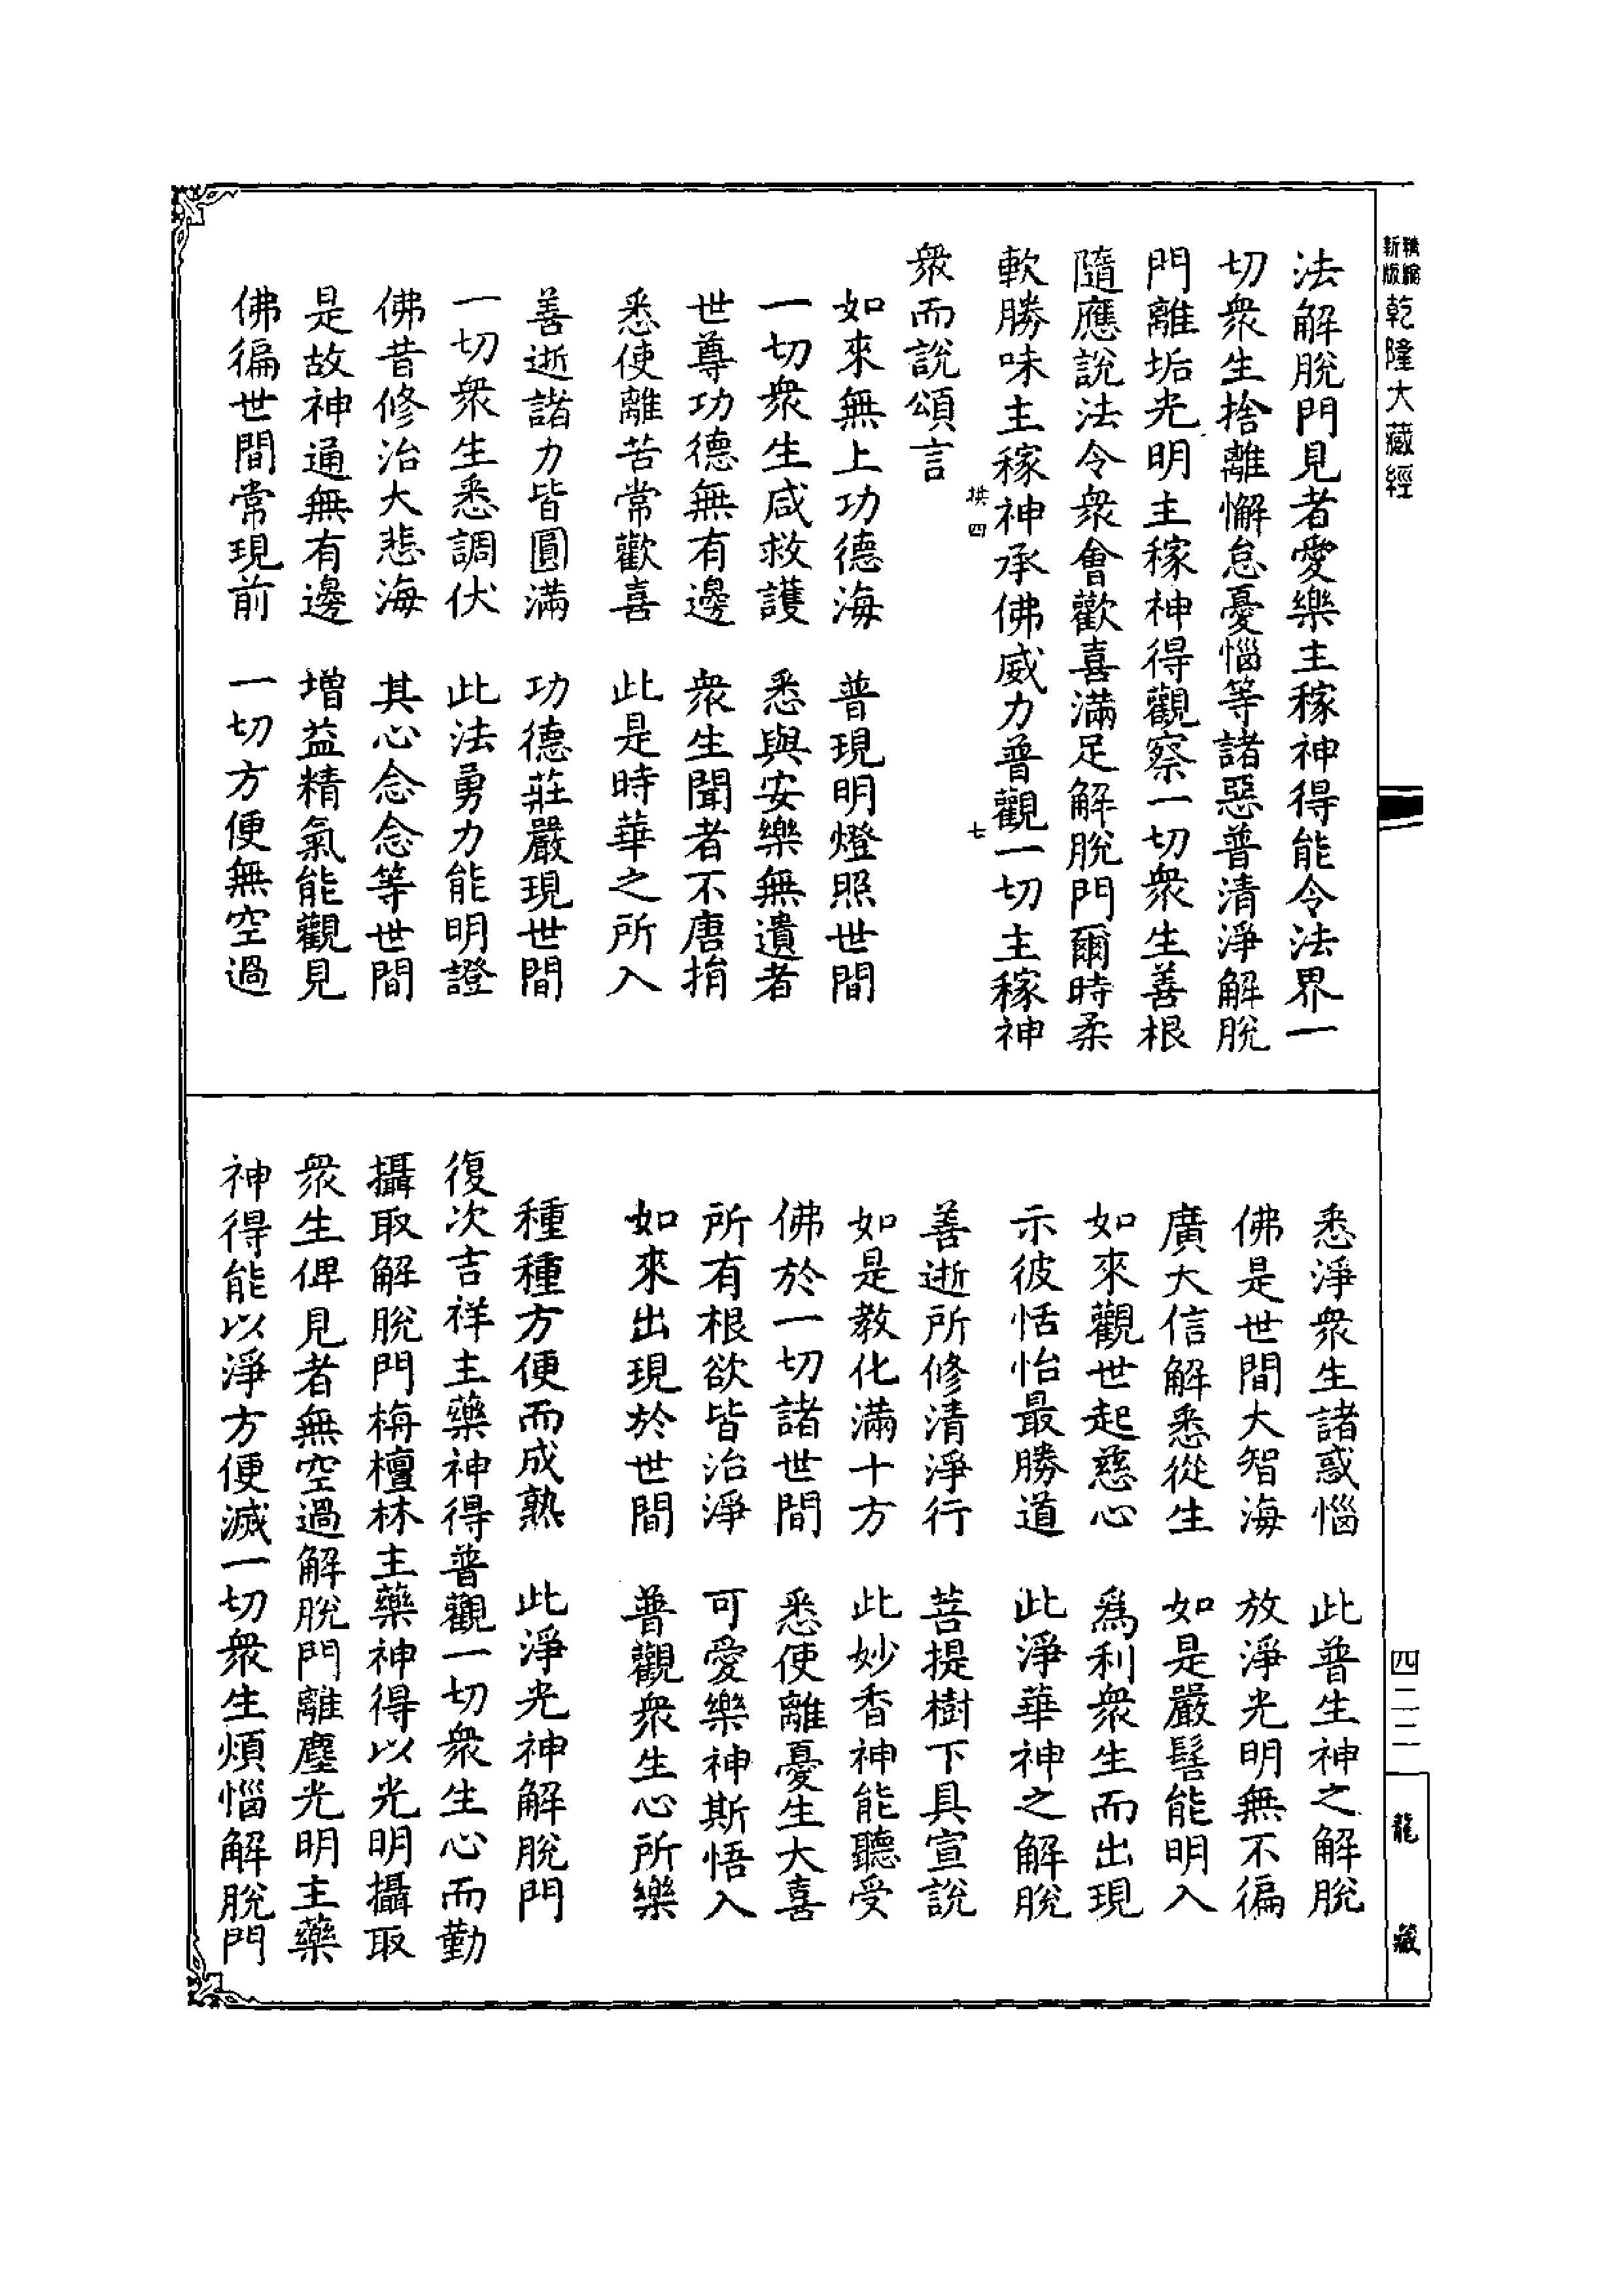 新版
精縮
乾隆大藏經
法解脫門見者愛樂主稼神得能令法界一
切衆生捨離懈怠憂惱等諸惡普清淨解脫
門離垢光明主稼神得觀察一切衆生善根
隨應說法令衆會歡喜滿足解脫門爾時柔
軟勝味主稼神承佛威力普觀一切主稼神
拱四 七
衆而說頌言
如來無上功德海 普現明燈照世間
一切衆生咸救護 悉與安樂無遺者
世尊功德無有邊 衆生聞者不唐捐
悉使離苦常歡喜 此是時華之所入
善逝諸力皆圓滿 功德莊嚴現世間
一切衆生悉調伏 此法勇力能明證
佛昔修治大悲海 其心念念等世間
是故神通無有邊 增益精氣能觀見
佛徧世間常現前 一切方便無空過
悉淨衆生諸惑惱 此普生神之解脫
佛是世間大智海 放淨光明無不徧
廣大信解悉從生 如是嚴髻能明入
如來觀世起慈心 爲利衆生而出現
示彼恬怡最勝道 此淨華神之解脫
善逝所修清淨行 菩提樹下具宣說
如是教化滿十方 此妙香神能聽受
佛於一切諸世間 悉使離憂生大喜
所有根欲皆治淨 可愛樂神斯悟入
如來出現於世間 普觀衆生心所樂
種種方便而成熟 此淨光神解脫門
復次吉祥主藥神得普觀一切衆生心而勤
攝取解脫門栴檀林主藥神得以光明攝取
衆生俾見者無空過解脫門離塵光明主藥
神得能以淨方便滅一切衆生煩惱解脫門
四二二
龍藏